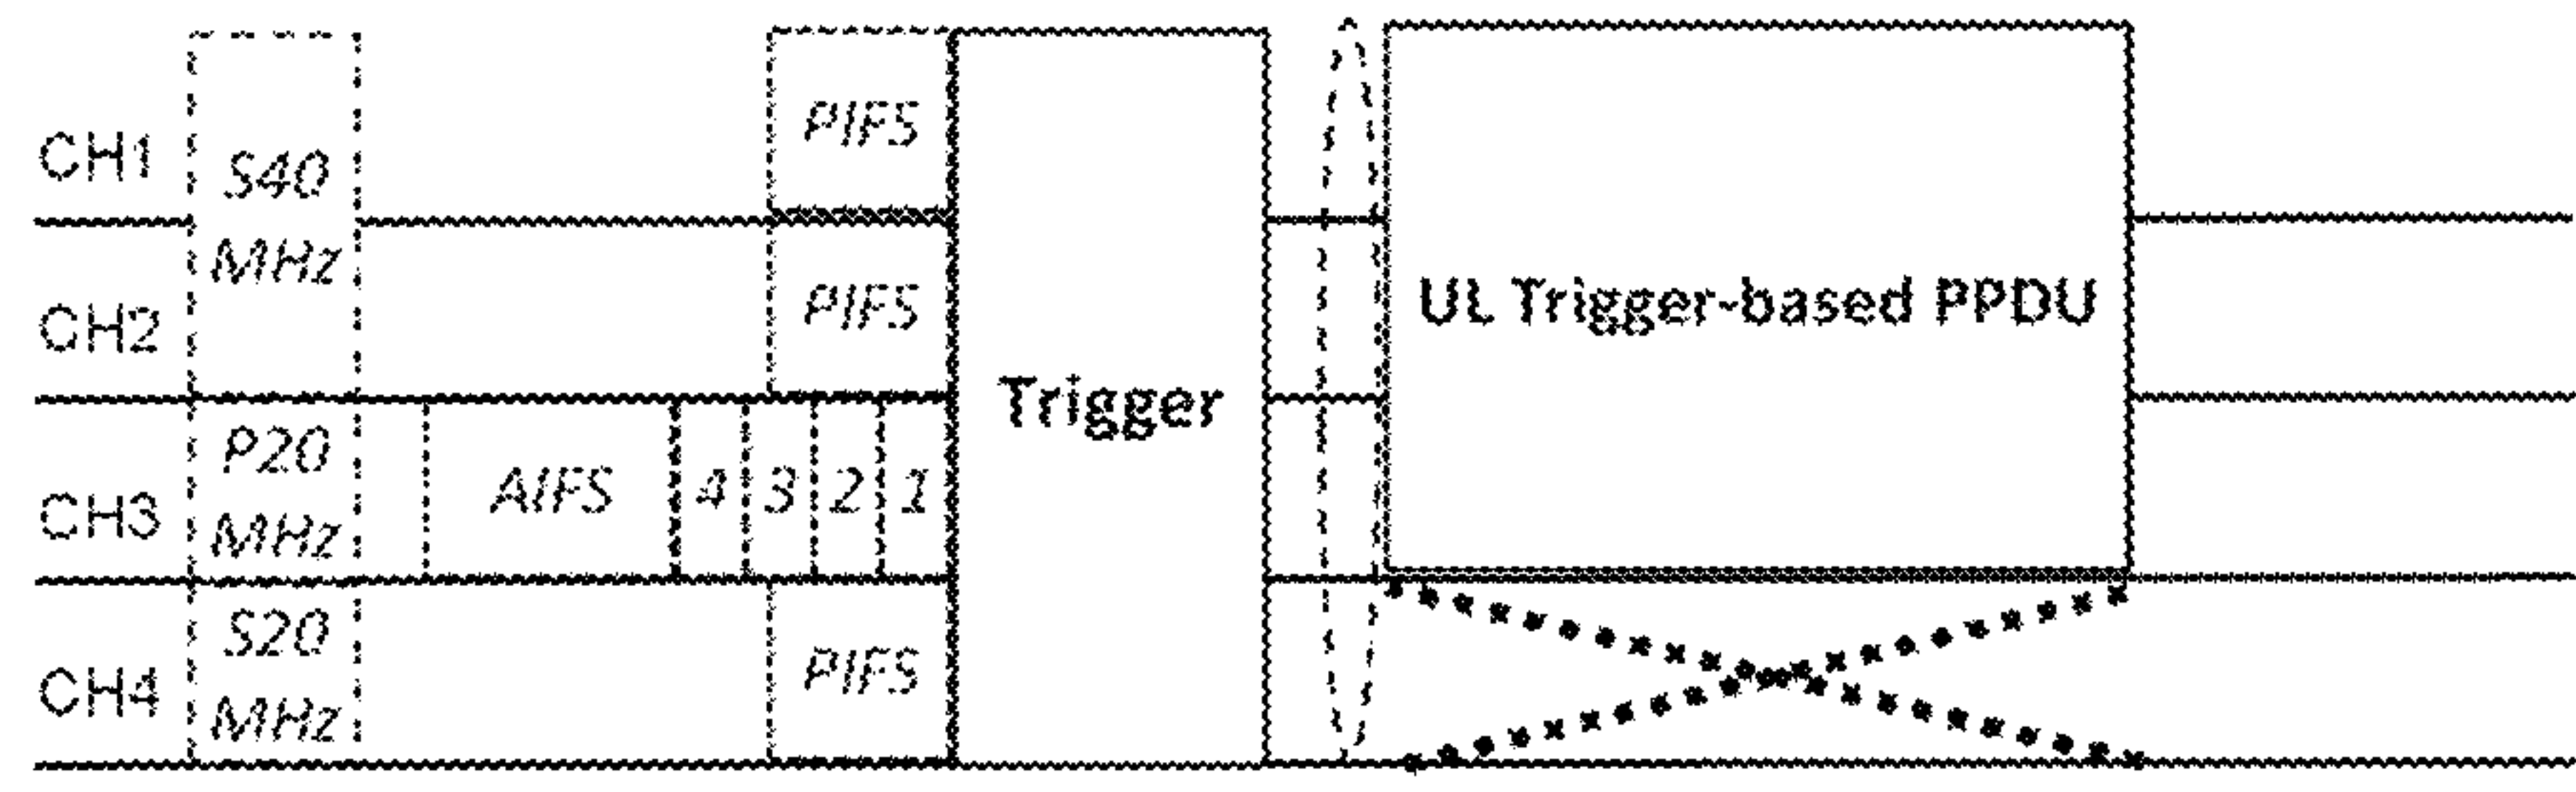 CH1
S40
MHz
PIFS
CH2
PIFS
Trigger
UL Trigger-based PPDU
CH3
P20
MHz
AIFS 4 3 2 1
CH4
S20
MHz
PIFS